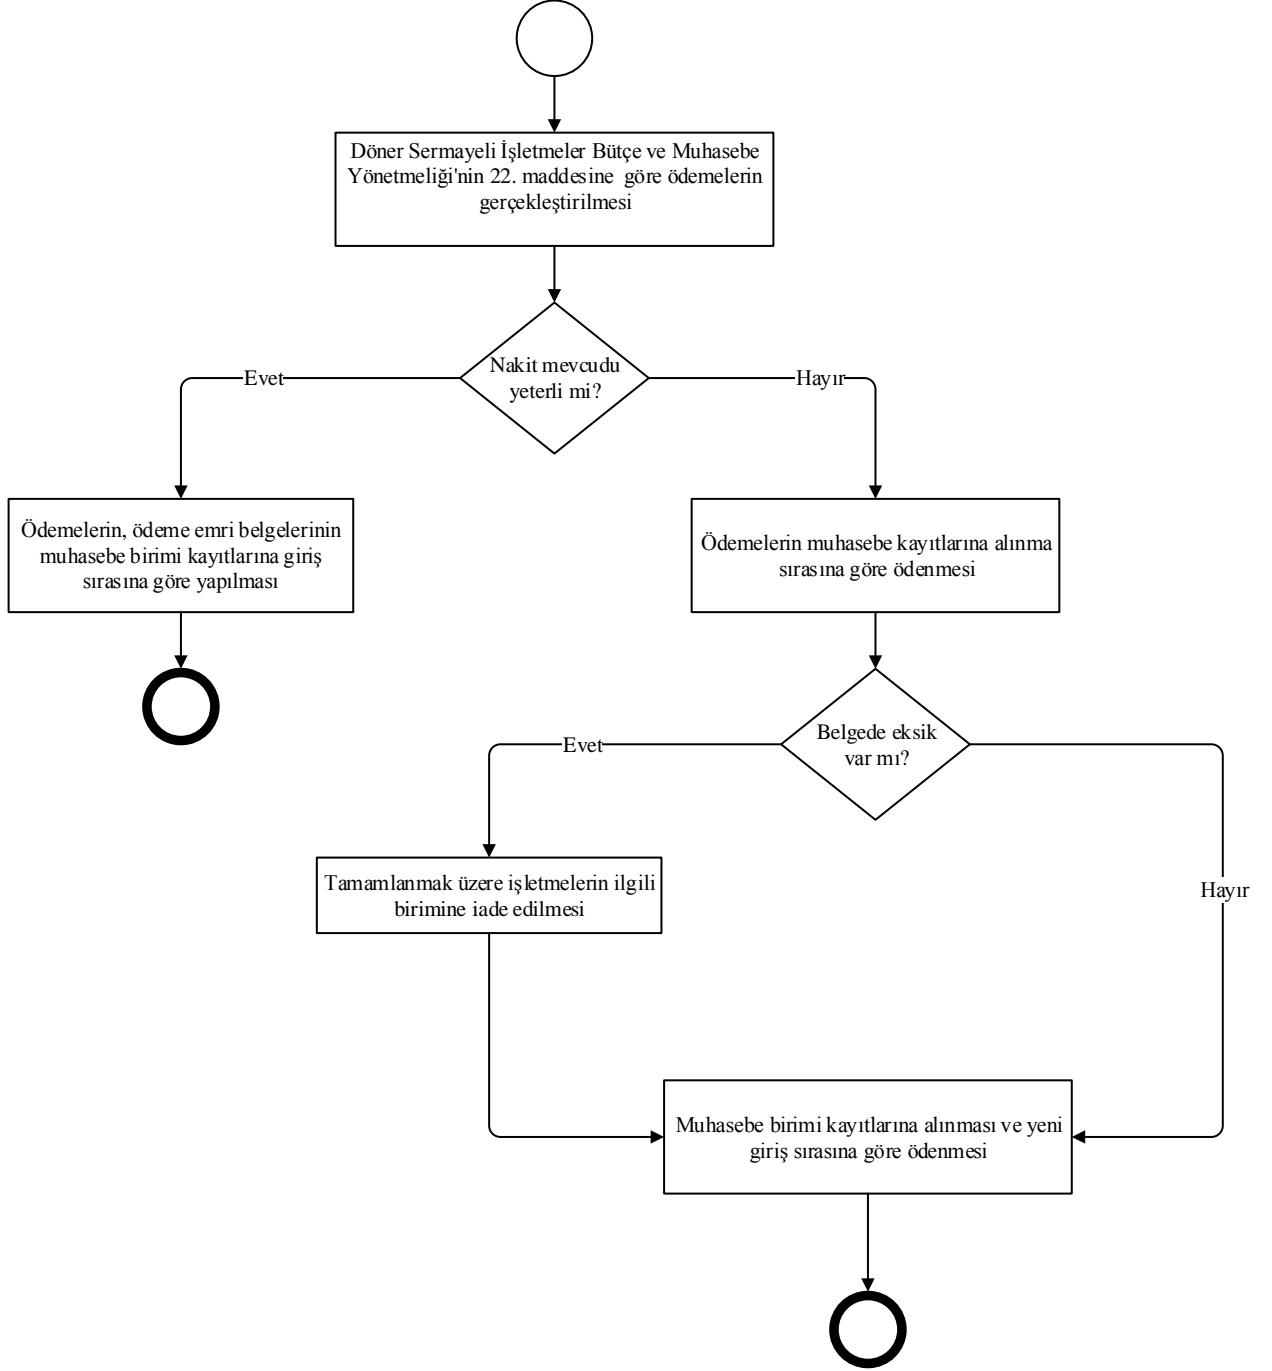 Döner Sermayeli İşletmeler Bütçe ve Muhasebe
Yönetmeliği'nin 22. maddesine göre ödemelerin
gerçekleştirilmesi
Nakit mevcudu
yeterli mi?
Evet
Hayır
Ödemelerin, ödeme emri belgelerinin
muhasebe birimi kayıtlarına giriş
sırasına göre yapılması
Ödemelerin muhasebe kayıtlarına alınma
sırasına göre ödenmesi
Belgede eksik
var mı?
Evet
Hayır
Tamamlanmak üzere işletmelerin ilgili
birimine iade edilmesi
Muhasebe birimi kayıtlarına alınması ve yeni
giriş sırasına göre ödenmesi